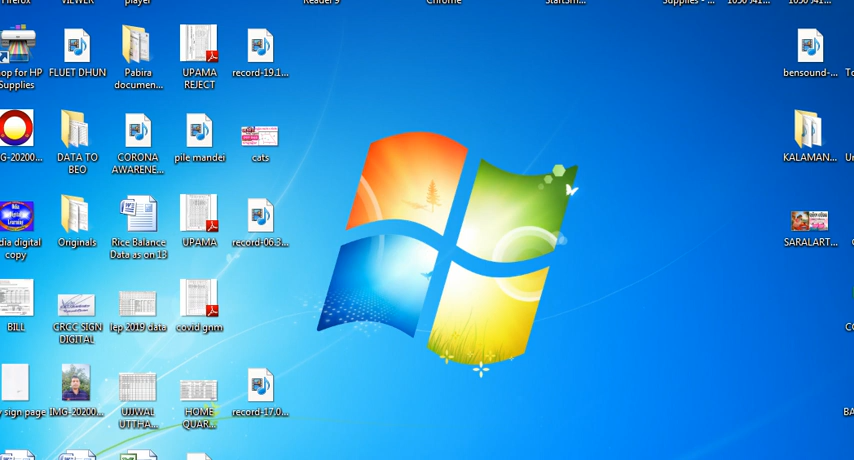 Firefox
VIEWER
player
Reader 9
Chrome
StartSm...
Supplies - ...
op for HP
Supplies
FLUET DHUN
Pabira
documen...
UPAMA
REJECT
record-19.1...
bensound-...
G-20200...
DATA TO
BEO
CORONA
AWARENE...
pile mandei
cats
KALAMAN...
dia digital
copy
Originals
Rice Balance
Data as on 13
UPAMA
record-06.3...
SARALART...
BILL
CRCC SIGN
DIGITAL
lep 2019 data
covid gnm
y sign page
IMG-20200...
UJJWAL
UTTHA...
HOME
QUAR...
record-17.0...